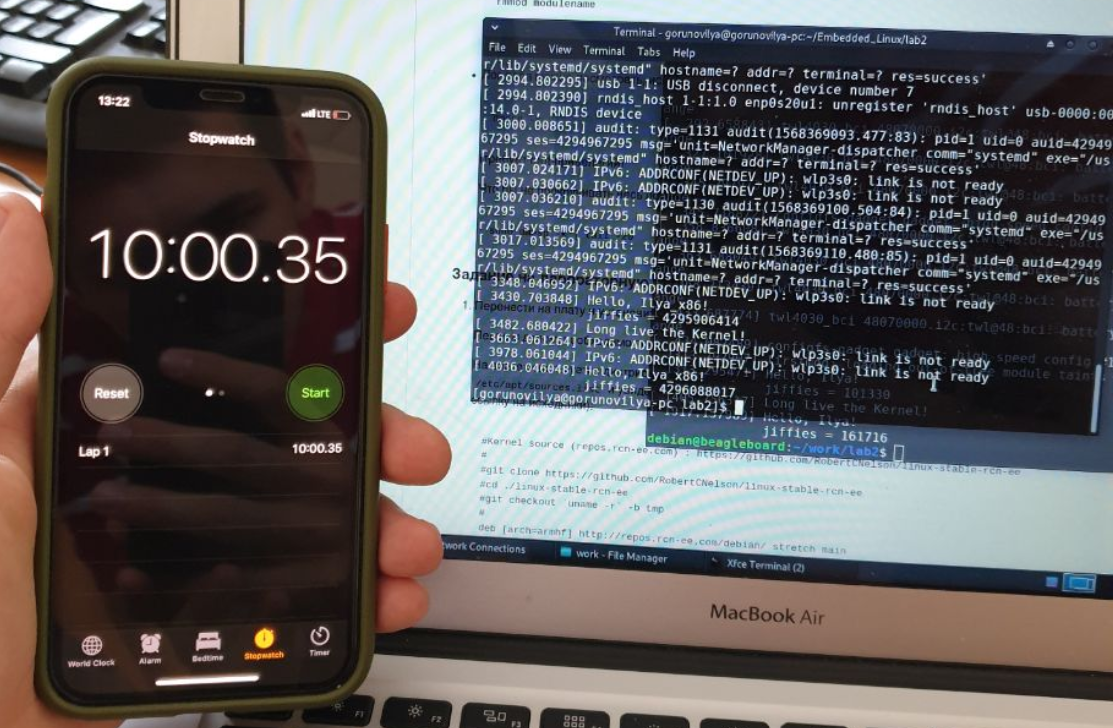 13:22
LTE
Stopwatch
10:00.35
Reset
Start
Lap 1
10:00.35
World Clock
Alarm
Bedtime
Stopwatch
Timer
rmmod modulename
Terminal - gorunovilya@gorunovilya-pc:~/Embedded_Linux/lab2
File Edit View Terminal Tabs Help
r/lib/systemd/systemd" hostname=? addr=? terminal=? res=success'
[ 2994.802295] usb 1-1: USB disconnect, device number 7
[ 2994.802390] rndis_host 1-1:1.0 enp0s20u1: unregister 'rndis_host' usb-0000:00
:14.0-1, RNDIS device
[ 3000.008651] audit: type=1131 audit(1568369093.477:83): pid=1 uid=0 auid=42949
67295 ses=4294967295 msg='unit=NetworkManager-dispatcher comm="systemd" exe="/us
r/lib/systemd/systemd" hostname=? addr=? terminal=? res=success'
[ 3007.024171] IPv6: ADDRCONF(NETDEV_UP): wlp3s0: link is not ready
[ 3007.030662] IPv6: ADDRCONF(NETDEV_UP): wlp3s0: link is not ready
[ 3007.036210] audit: type=1130 audit(1568369100.504:84): pid=1 uid=0 auid=42949
67295 ses=4294967295 msg='unit=NetworkManager-dispatcher comm="systemd" exe="/us
r/lib/systemd/systemd" hostname=? addr=? terminal=? res=success'
[ 3017.013569] audit: type=1131 audit(1568369110.480:85): pid=1 uid=0 auid=42949
67295 ses=4294967295 msg='unit=NetworkManager-dispatcher comm="systemd" exe="/us
r/lib/systemd/systemd" hostname=? addr=? terminal=? res=success'
[ 3348.046952] IPv6: ADDRCONF(NETDEV_UP): wlp3s0: link is not ready
[ 3430.703848] Hello, Ilya_x86!
jiffies = 4295906414
[ 3482.680422] Long live the Kernel!
[ 3663.061264] IPv6: ADDRCONF(NETDEV_UP): wlp3s0: link is not ready
[ 3978.061044] IPv6: ADDRCONF(NETDEV_UP): wlp3s0: link is not ready
[ 4036.046048] Hello, Ilya_x86!
jiffies = 4296088017
[gorunovilya@gorunovilya-pc lab2]$
jiffies = 101330
Long live the Kernel!
Hello, Ilya!
jiffies = 161716
debian@beagleboard:~/work/lab2$
1. Перенести на плату
#Kernel source (repos.rcn-ee.com) : https://github.com/RobertCNelson/linux-stable-rcn-ee
#
#git clone https://github.com/RobertCNelson/linux-stable-rcn-ee
#cd ./linux-stable-rcn-ee
#git checkout `uname -r` -b tmp
#
deb [arch=armhf] http://repos.rcn-ee.com/debian/ stretch main
work Connections
work - File Manager
Xfce Terminal (2)
MacBook Air
F1
F2
F3